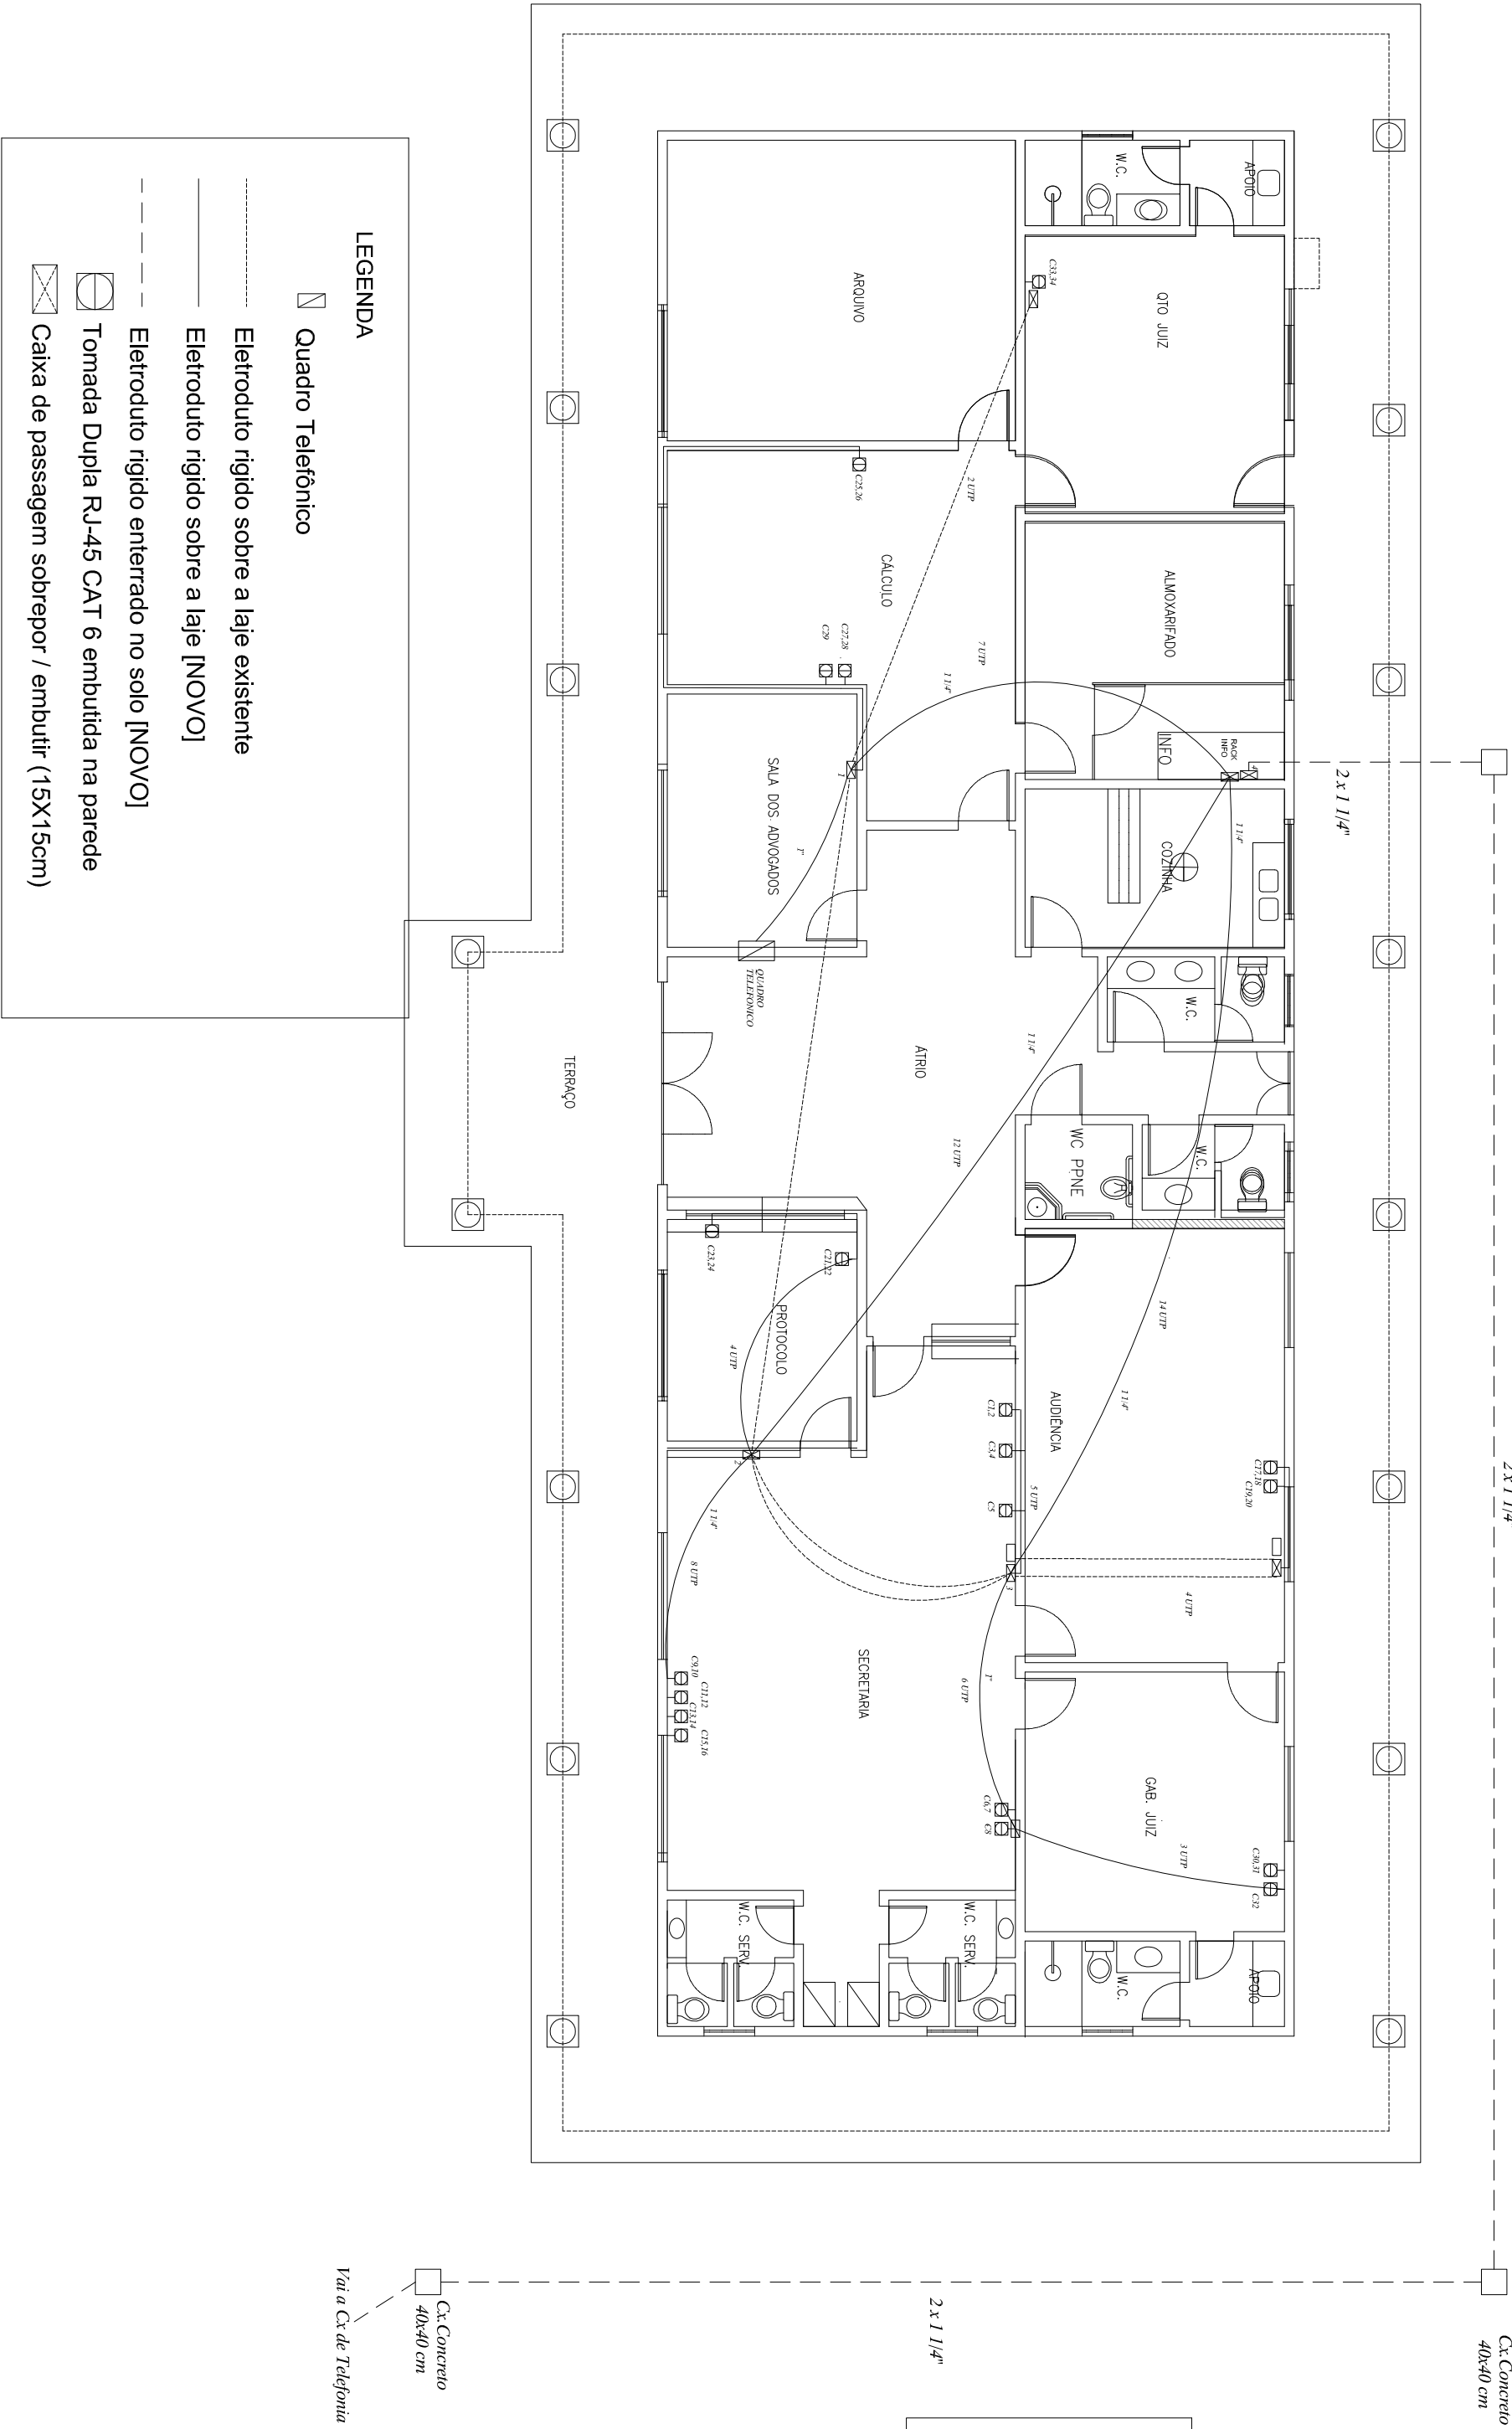 2 x 1 1/4"
Cx.Concreto
40x40 cm
2 x 1 1/4"
2 x 1 1/4"
Cx.Concreto
40x40 cm
Vai a Cx de Telefonia
APOIO
W.C.
C33,34
QTO JUIZ
ARQUIVO
ALMOXARIFADO
INFO
RACK
INFO
4
2 UTP
C25,26
CÁLCULO
C27,28
C29
7 UTP
1 1/4"
1
SALA DOS ADVOGADOS
1"
QUADRO
TELEFONICO
1 1/4"
COZINHA
W.C.
1 1/4"
ÁTRIO
TERRAÇO
12 UTP
WC PPNE
W.C.
C21,22
C23,24
PROTOCOLO
4 UTP
2
14 UTP
1 1/4"
AUDIÊNCIA
C1,2
C3,4
C5
5 UTP
C17,18
C19,20
3
4 UTP
1 1/4"
8 UTP
SECRETARIA
C9,10
C11,12
C13,14
C15,16
1"
6 UTP
C6,7
C8
GAB. JUIZ
3 UTP
C30,31
C32
APOIO
W.C.
W.C. SERV.
W.C. SERV.
LEGENDA
Quadro Telefônico
Eletroduto rigido sobre a laje existente
Eletroduto rigido sobre a laje [NOVO]
Eletroduto rigido enterrado no solo [NOVO]
Tomada Dupla RJ-45 CAT 6 embutida na parede
Caixa de passagem sobrepor / embutir (15X15cm)